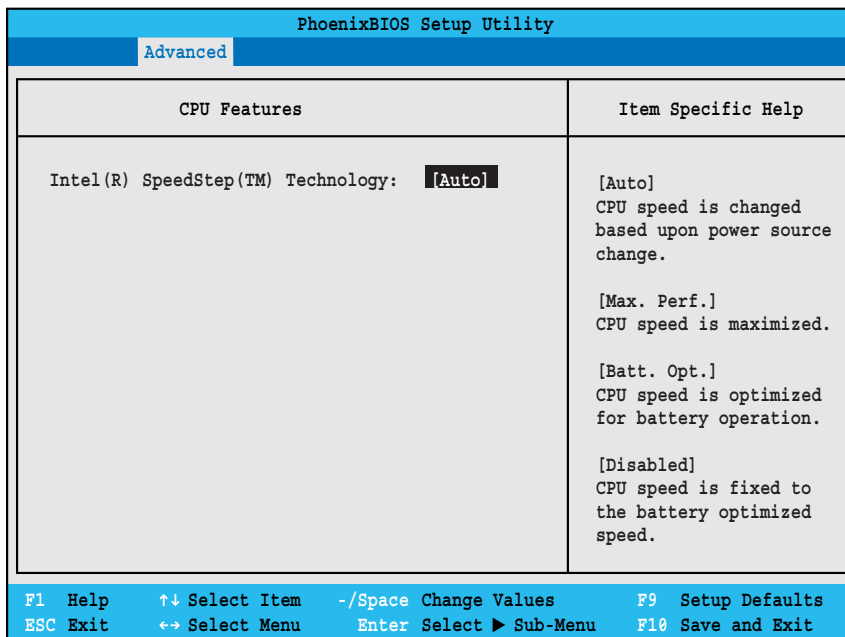 PhoenixBIOS Setup Utility
Advanced
CPU Features
Intel(R) SpeedStep(TM) Technology: [Auto]
Item Specific Help
[Auto]
CPU speed is changed
based upon power source
change.
[Max. Perf.]
CPU speed is maximized.
[Batt. Opt.]
CPU speed is optimized
for battery operation.
[Disabled]
CPU speed is fixed to
the battery optimized
speed.
F1 Help ↑↓ Select Item -/Space Change Values F9 Setup Defaults
ESC Exit ←→ Select Menu Enter Select ▶ Sub-Menu F10 Save and Exit